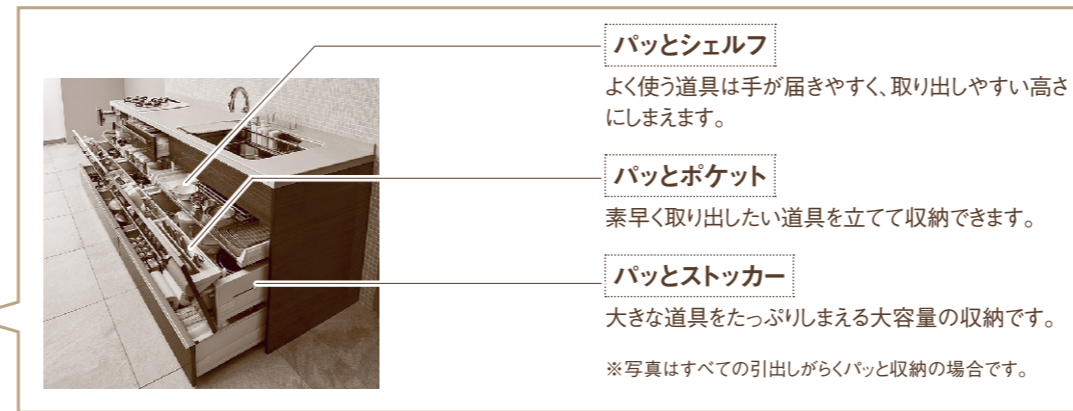 パッとシェルフ
よく使う道具は手が届きやすく、取り出しやすい高さ
にしまえます。
パッとポケット
素早く取り出したい道具を立てて収納できます。
パッとストッカー
大きな道具をたっぷりしまえる大容量の収納です。
※写真はすべての引出しがらくパッと収納の場合です。